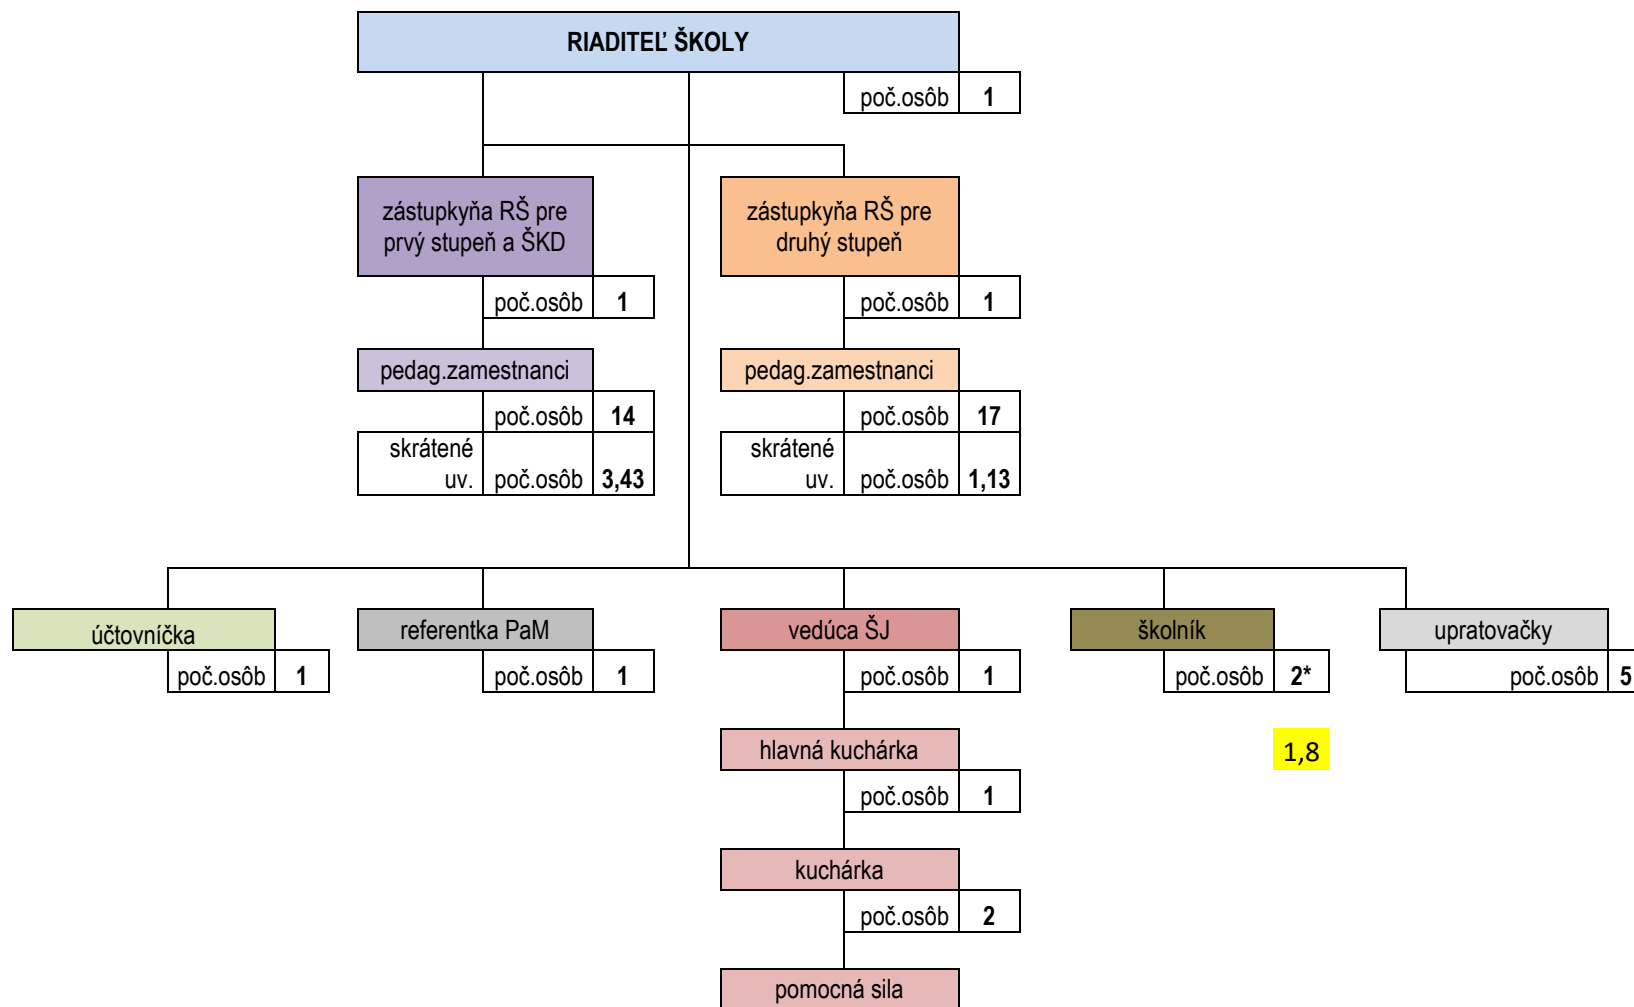 RIADITEĽ ŠKOLY
poč.osôb 1
zástupkyňa RŠ pre
prvý stupeň a ŠKD
poč.osôb 1
zástupkyňa RŠ pre
druhý stupeň
poč.osôb 1
pedag.zamestnanci
poč.osôb 14
skrátené
uv. poč.osôb 3,43
pedag.zamestnanci
poč.osôb 17
skrátené
uv. poč.osôb 1,13
účtovníčka
poč.osôb 1
referentka PaM
poč.osôb 1
vedúca ŠJ
poč.osôb 1
školník
poč.osôb 2*
1,8
upratovačky
poč.osôb 5
hlavná kuchárka
poč.osôb 1
kuchárka
poč.osôb 2
pomocná sila